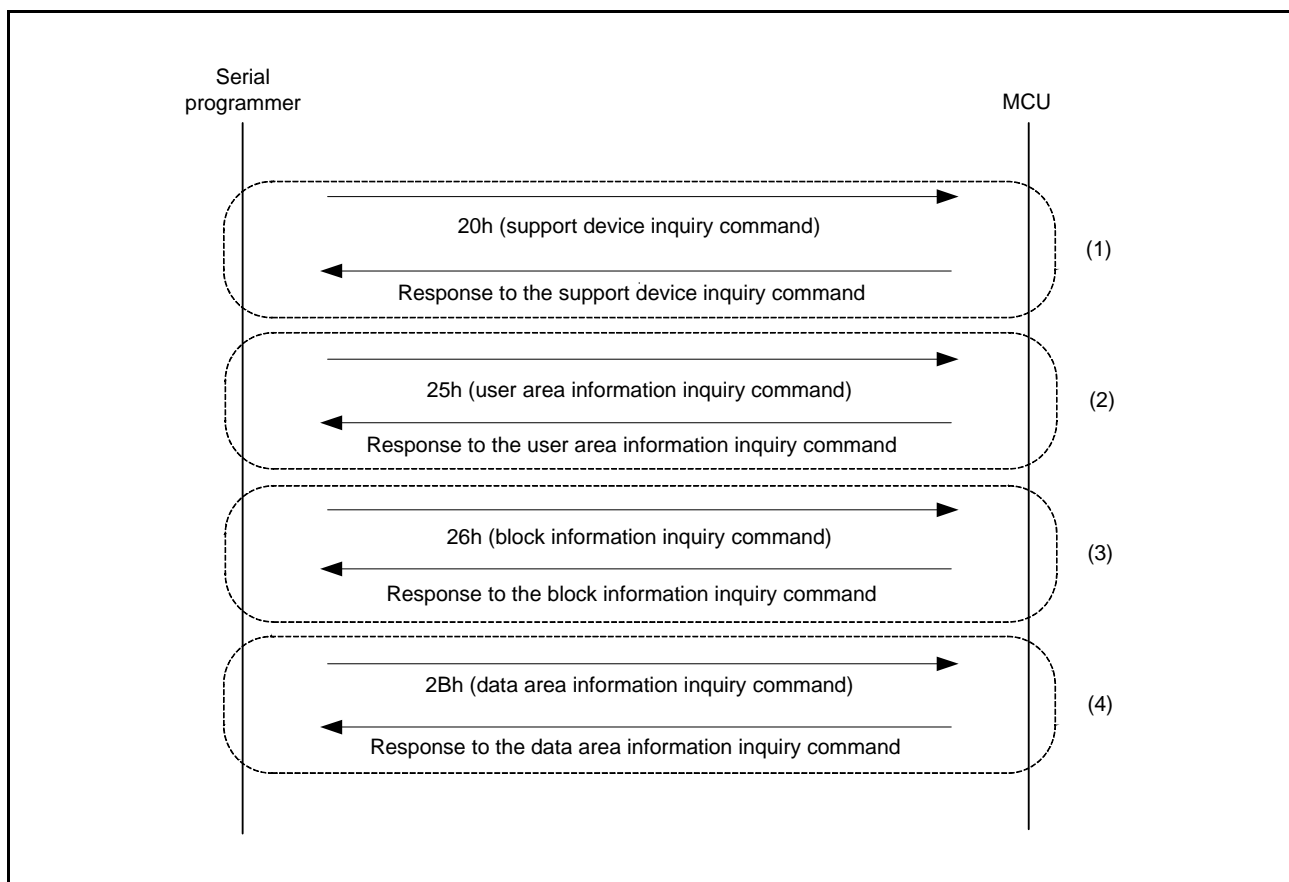 Serial
programmer
MCU
20h (support device inquiry command)
(1)
Response to the support device inquiry command
25h (user area information inquiry command)
(2)
Response to the user area information inquiry command
26h (block information inquiry command)
(3)
Response to the block information inquiry command
2Bh (data area information inquiry command)
(4)
Response to the data area information inquiry command